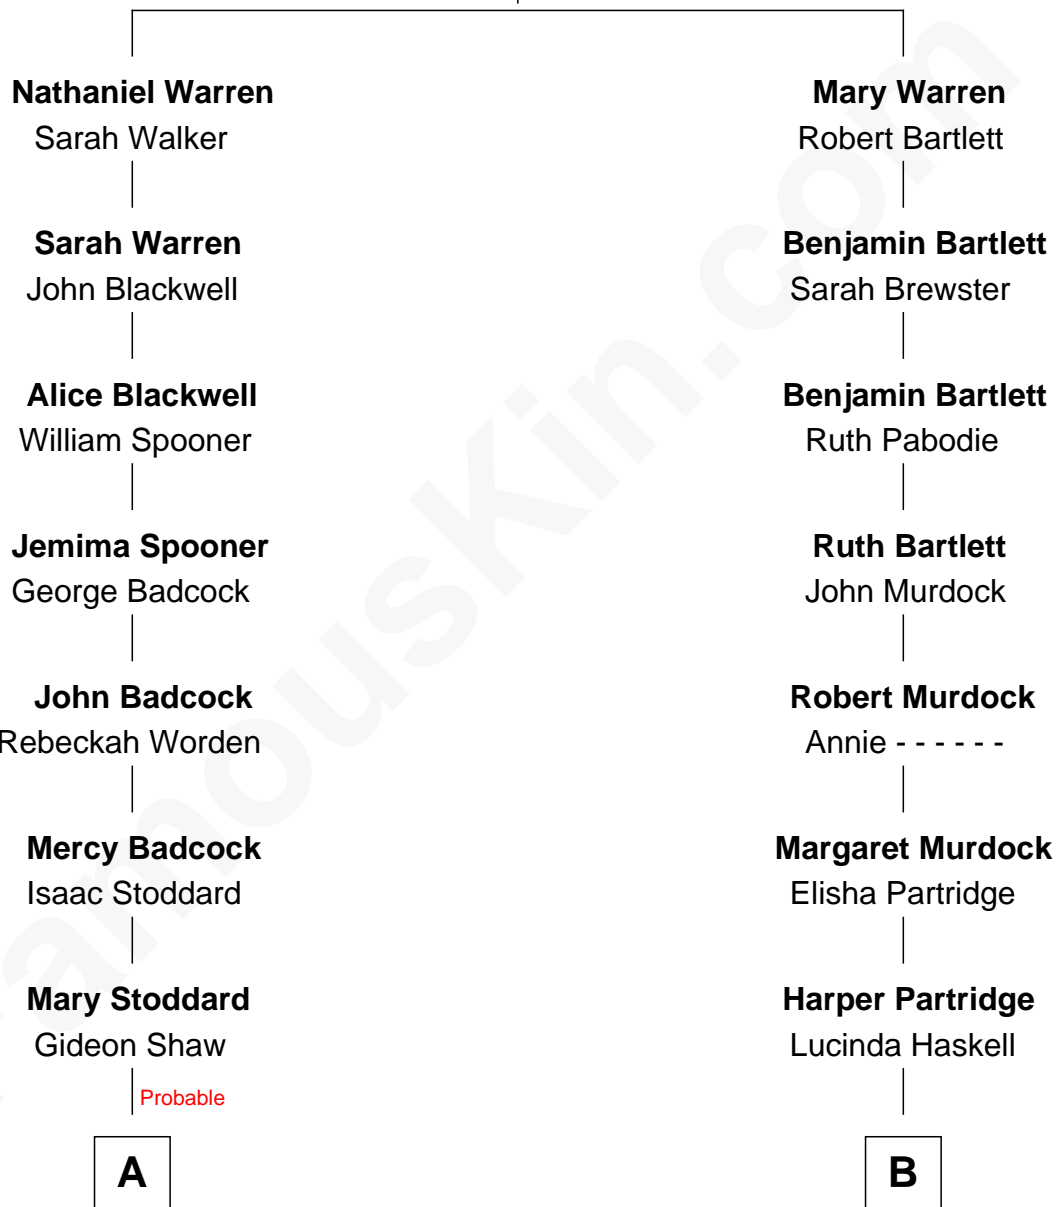 Nathaniel Warren
Sarah Walker
Mary Warren
Robert Bartlett
Sarah Warren
John Blackwell
Benjamin Bartlett
Sarah Brewster
Alice Blackwell
William Spooner
Benjamin Bartlett
Ruth Pabodie
Jemima Spooner
George Badcock
Ruth Bartlett
John Murdock
John Badcock
Rebeckah Worden
Robert Murdock
Annie - - - - - -
Mercy Badcock
Isaac Stoddard
Margaret Murdock
Elisha Partridge
Mary Stoddard
Gideon Shaw
Harper Partridge
Lucinda Haskell
Probable
A
B
amousKin.com